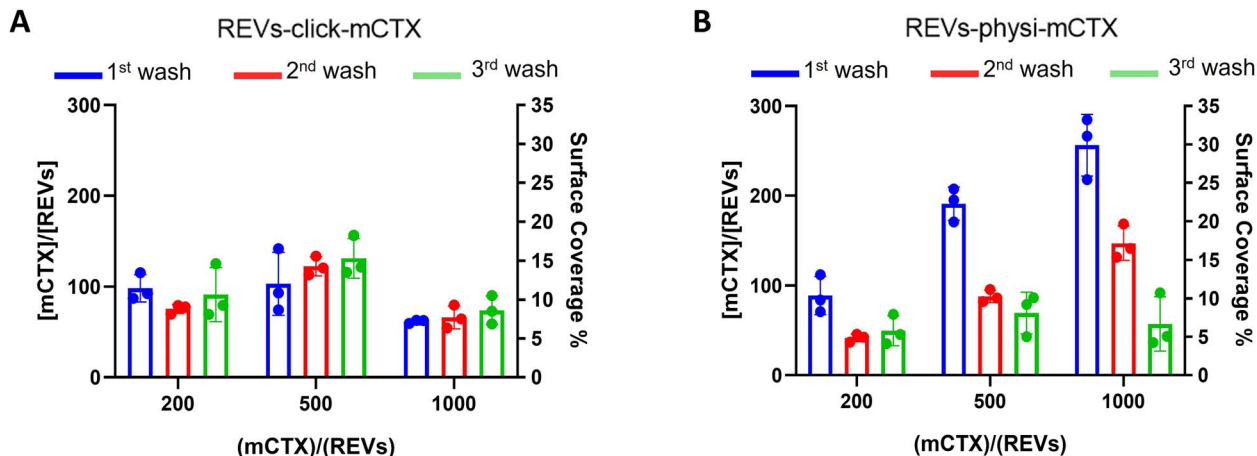 A
REVs-click-mCTX
1st wash 2nd wash 3rd wash
300
200
100
0
[mCTX]/[REVs]
35
30
25
20
15
10
5
0
Surface Coverage %
200 500 1000
(mCTX)/(REVs)
B
REVs-physi-mCTX
1st wash 2nd wash 3rd wash
300
200
100
0
[mCTX]/[REVs]
35
30
25
20
15
10
5
0
Surface Coverage %
200 500 1000
(mCTX)/(REVs)